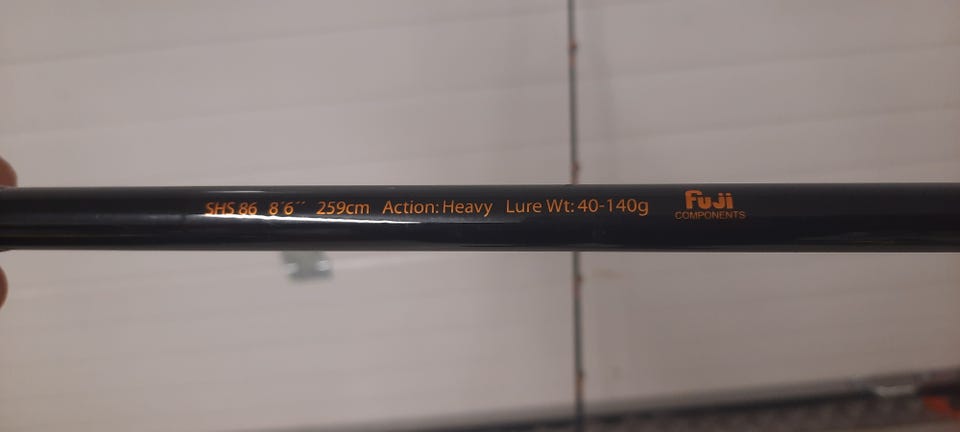 SHS 86 8´6´´ 259cm Action: Heavy Lure Wt: 40-140g
Fuji
COMPONENTS